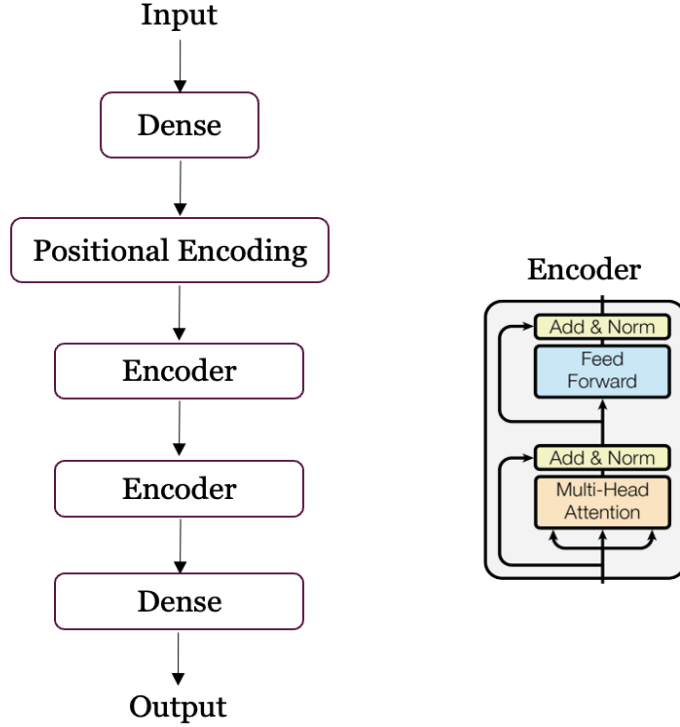 Input
Dense
Positional Encoding
Encoder
Encoder
Dense
Output
Encoder
Add & Norm
Feed
Forward
Add & Norm
Multi-Head
Attention